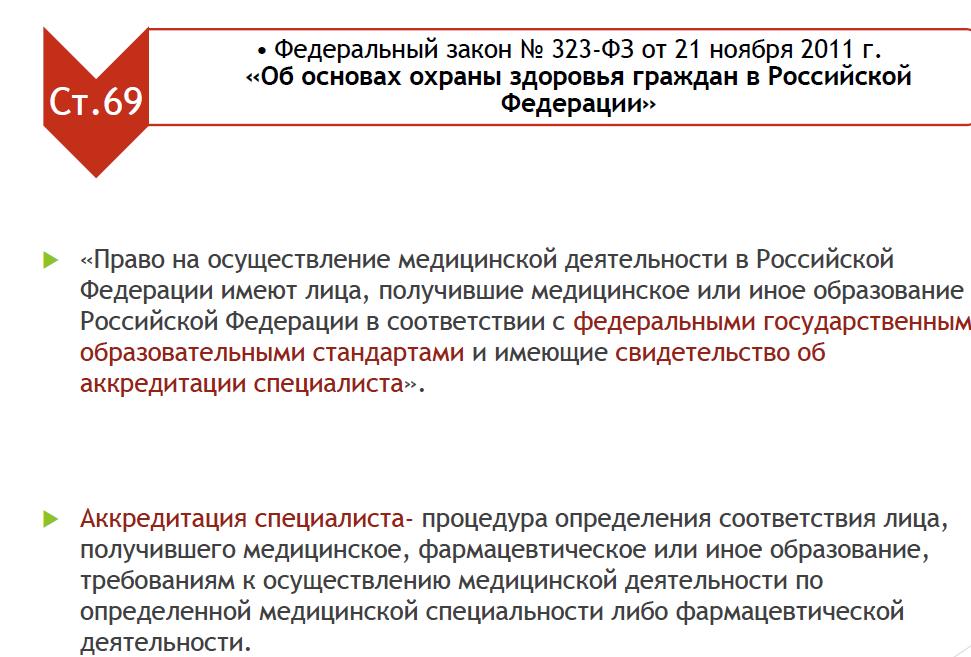 Ст.69
• Федеральный закон № 323-ФЗ от 21 ноября 2011 г.
«Об основах охраны здоровья граждан в Российской
Федерации»
«Право на осуществление медицинской деятельности в Российской
Федерации имеют лица, получившие медицинское или иное образование
Российской Федерации в соответствии с федеральными государственным
образовательными стандартами и имеющие свидетельство об
аккредитации специалиста».
Аккредитация специалиста- процедура определения соответствия лица,
получившего медицинское, фармацевтическое или иное образование,
требованиям к осуществлению медицинской деятельности по
определенной медицинской специальности либо фармацевтической
деятельности.